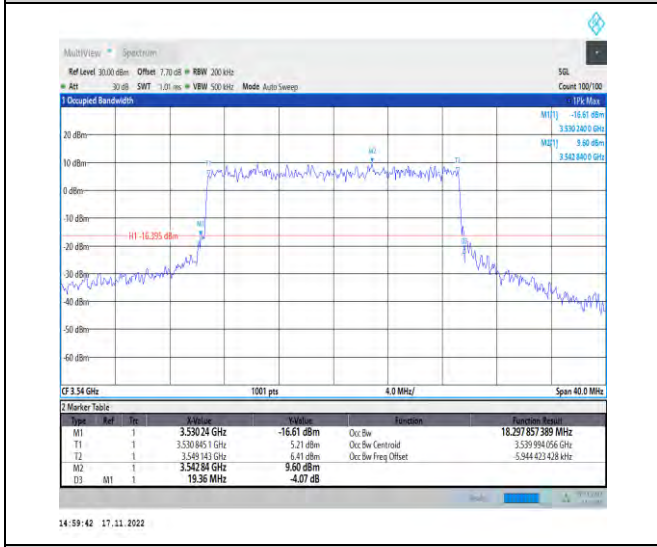 MultiView Spectrum
Ref Level 30.00 dBm Offset 7.70 dB RBW 200 kHz SGL
Att 30 dB SWT 1.01 ms VBW 500 kHz Mode Auto Sweep Count 100/100
1 Occupied Bandwidth 1Pk Max
M1[1] -16.61 dBm
3.530 240 0 GHz
M2[1] 9.60 dBm
3.542 840 0 GHz
20 dBm
M2
10 dBm
T1
0 dBm
-10 dBm
M1
H1 -16.395 dBm
-20 dBm
-30 dBm
-40 dBm
-50 dBm
-60 dBm
CF 3.54 GHz 1001 pts 4.0 MHz/ Span 40.0 MHz
2 Marker Table
Type Ref Trc X-Value Y-Value Function Function Result
M1 1 3.530 24 GHz -16.61 dBm Occ Bw 18.297 857 389 MHz
T1 1 3.530 845 1 GHz 5.21 dBm Occ Bw Centroid 3.539 994 056 GHz
T2 1 3.549 143 GHz 6.41 dBm Occ Bw Freq Offset -5.944 423 428 kHz
M2 1 3.542 84 GHz 9.60 dBm
D3 M1 1 19.36 MHz -4.07 dB
14:59:42 17.11.2022